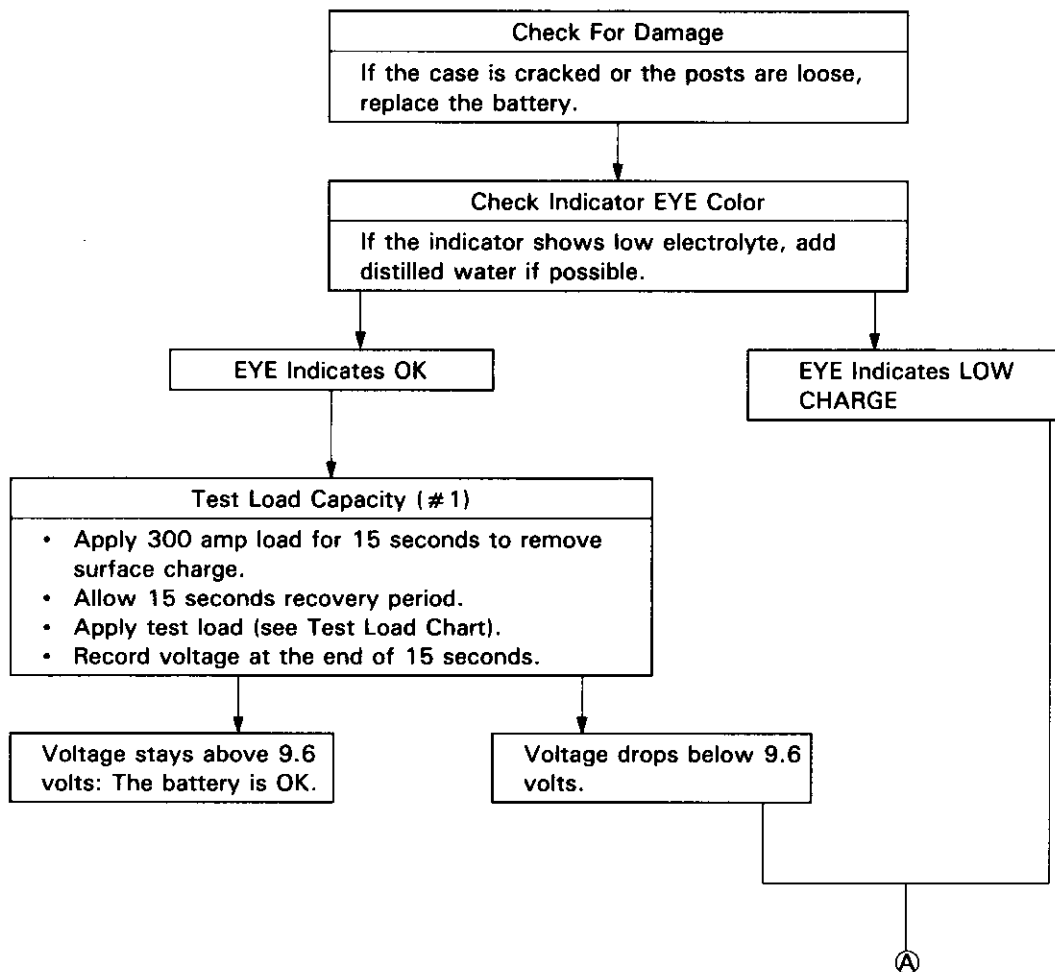 Check For Damage
If the case is cracked or the posts are loose,
replace the battery.
Check Indicator EYE Color
If the indicator shows low electrolyte, add
distilled water if possible.
EYE Indicates OK
EYE Indicates LOW
CHARGE
Test Load Capacity (#1)
• Apply 300 amp load for 15 seconds to remove
surface charge.
• Allow 15 seconds recovery period.
• Apply test load (see Test Load Chart).
• Record voltage at the end of 15 seconds.
Voltage stays above 9.6
volts: The battery is OK.
Voltage drops below 9.6
volts.
A